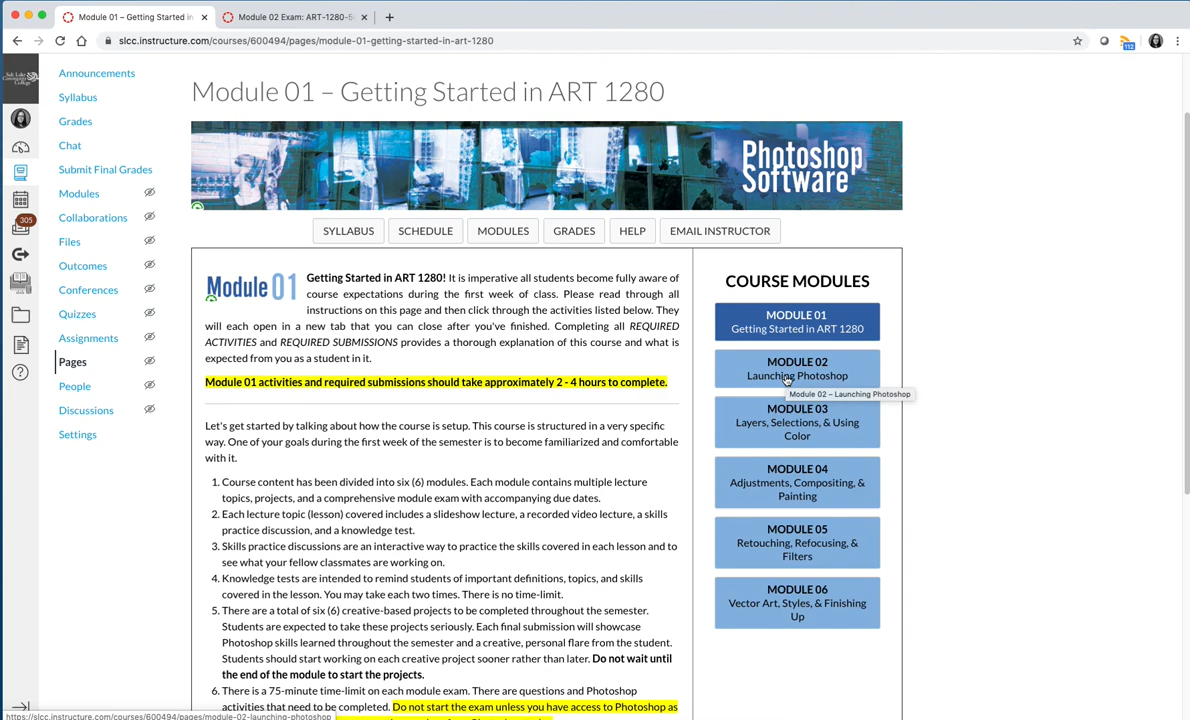 Module 01 – Getting Started in
Module 02 Exam: ART-1280-5
slcc.instructure.com/courses/600494/pages/module-01-getting-started-in-art-1280
112
Salt Lake
Community
College
305
Announcements
Syllabus
Grades
Chat
Submit Final Grades
Modules
Collaborations
Files
Outcomes
Conferences
Quizzes
Assignments
Pages
People
Discussions
Settings
Module 01 – Getting Started in ART 1280
Photoshop
Software
SYLLABUS
SCHEDULE
MODULES
GRADES
HELP
EMAIL INSTRUCTOR
Module 01
Getting Started in ART 1280! It is imperative all students become fully aware of
course expectations during the first week of class. Please read through all
instructions on this page and then click through the activities listed below. They
will each open in a new tab that you can close after you've finished. Completing all REQUIRED
ACTIVITIES and REQUIRED SUBMISSIONS provides a thorough explanation of this course and what is
expected from you as a student in it.
Module 01 activities and required submissions should take approximately 2 - 4 hours to complete.
Let's get started by talking about how the course is setup. This course is structured in a very specific
way. One of your goals during the first week of the semester is to become familiarized and comfortable
with it.
1. Course content has been divided into six (6) modules. Each module contains multiple lecture
topics, projects, and a comprehensive module exam with accompanying due dates.
2. Each lecture topic (lesson) covered includes a slideshow lecture, a recorded video lecture, a skills
practice discussion, and a knowledge test.
3. Skills practice discussions are an interactive way to practice the skills covered in each lesson and to
see what your fellow classmates are working on.
4. Knowledge tests are intended to remind students of important definitions, topics, and skills
covered in the lesson. You may take each two times. There is no time-limit.
5. There are a total of six (6) creative-based projects to be completed throughout the semester.
Students are expected to take these projects seriously. Each final submission will showcase
Photoshop skills learned throughout the semester and a creative, personal flare from the student.
Students should start working on each creative project sooner rather than later. Do not wait until
the end of the module to start the projects.
6. There is a 75-minute time-limit on each module exam. There are questions and Photoshop
activities that need to be completed. Do not start the exam unless you have access to Photoshop as
COURSE MODULES
MODULE 01
Getting Started in ART 1280
MODULE 02
Launching Photoshop
Module 02 – Launching Photoshop
MODULE 03
Layers, Selections, & Using
Color
MODULE 04
Adjustments, Compositing, &
Painting
MODULE 05
Retouching, Refocusing, &
Filters
MODULE 06
Vector Art, Styles, & Finishing
Up
https://slcc.instructure.com/courses/600494/pages/module-02-launching-photoshop